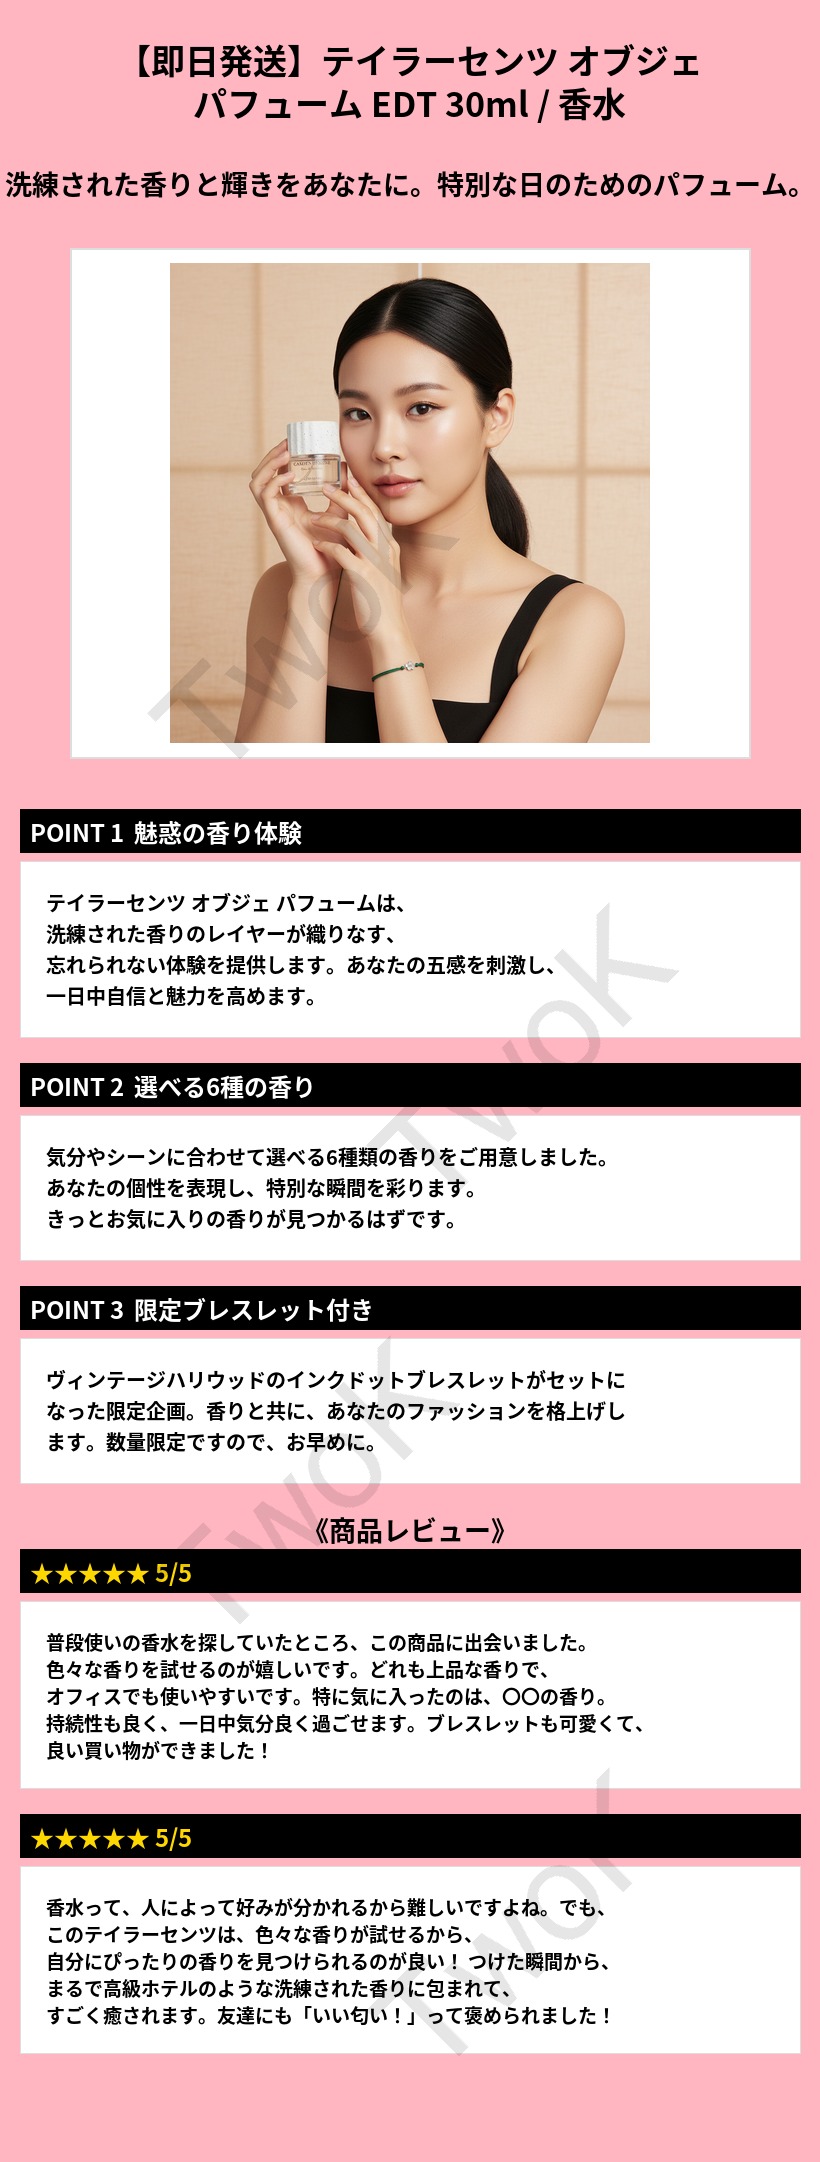 【即日発送】テイラーセンツ オブジェ
パフューム EDT 30ml / 香水
洗練された香りと輝きをあなたに。特別な日のためのパフューム。
TwoK
POINT 1 魅惑の香り体験
テイラーセンツ オブジェ パフュームは、
洗練された香りのレイヤーが織りなす、
忘れられない体験を提供します。あなたの五感を刺激し、
一日中自信と魅力を高めます。
TwoK
POINT 2 選べる6種の香り
気分やシーンに合わせて選べる6種類の香りをご用意しました。
あなたの個性を表現し、特別な瞬間を彩ります。
きっとお気に入りの香りが見つかるはずです。
POINT 3 限定ブレスレット付き
ヴィンテージハリウッドのインクドットブレスレットがセットに
なった限定企画。香りと共に、あなたのファッションを格上げし
ます。数量限定ですので、お早めに。
TwoK
《商品レビュー》
★★★★★ 5/5
普段使いの香水を探していたところ、この商品に出会いました。
色々な香りを試せるのが嬉しいです。どれも上品な香りで、
オフィスでも使いやすいです。特に気に入ったのは、〇〇の香り。
持続性も良く、一日中気分良く過ごせます。ブレスレットも可愛くて、
良い買い物ができました！
★★★★★ 5/5
香水って、人によって好みが分かれるから難しいですよね。でも、
このテイラーセンツは、色々な香りが試せるから、
自分にぴったりの香りを見つけられるのが良い！ つけた瞬間から、
まるで高級ホテルのような洗練された香りに包まれて、
すごく癒されます。友達にも「いい匂い！」って褒められました！
TwoK